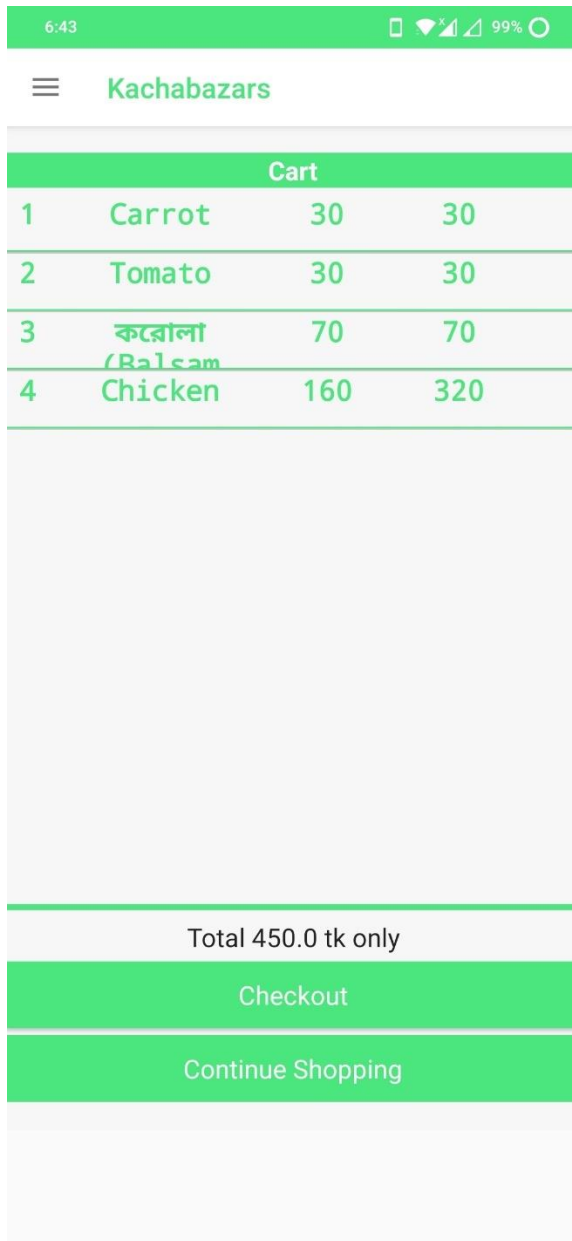 6:43 99%
Kachabazars
Cart
1 Carrot 30 30
2 Tomato 30 30
3 করোলা 70 70
(Balsam
4 Chicken 160 320
Total 450.0 tk only
Checkout
Continue Shopping